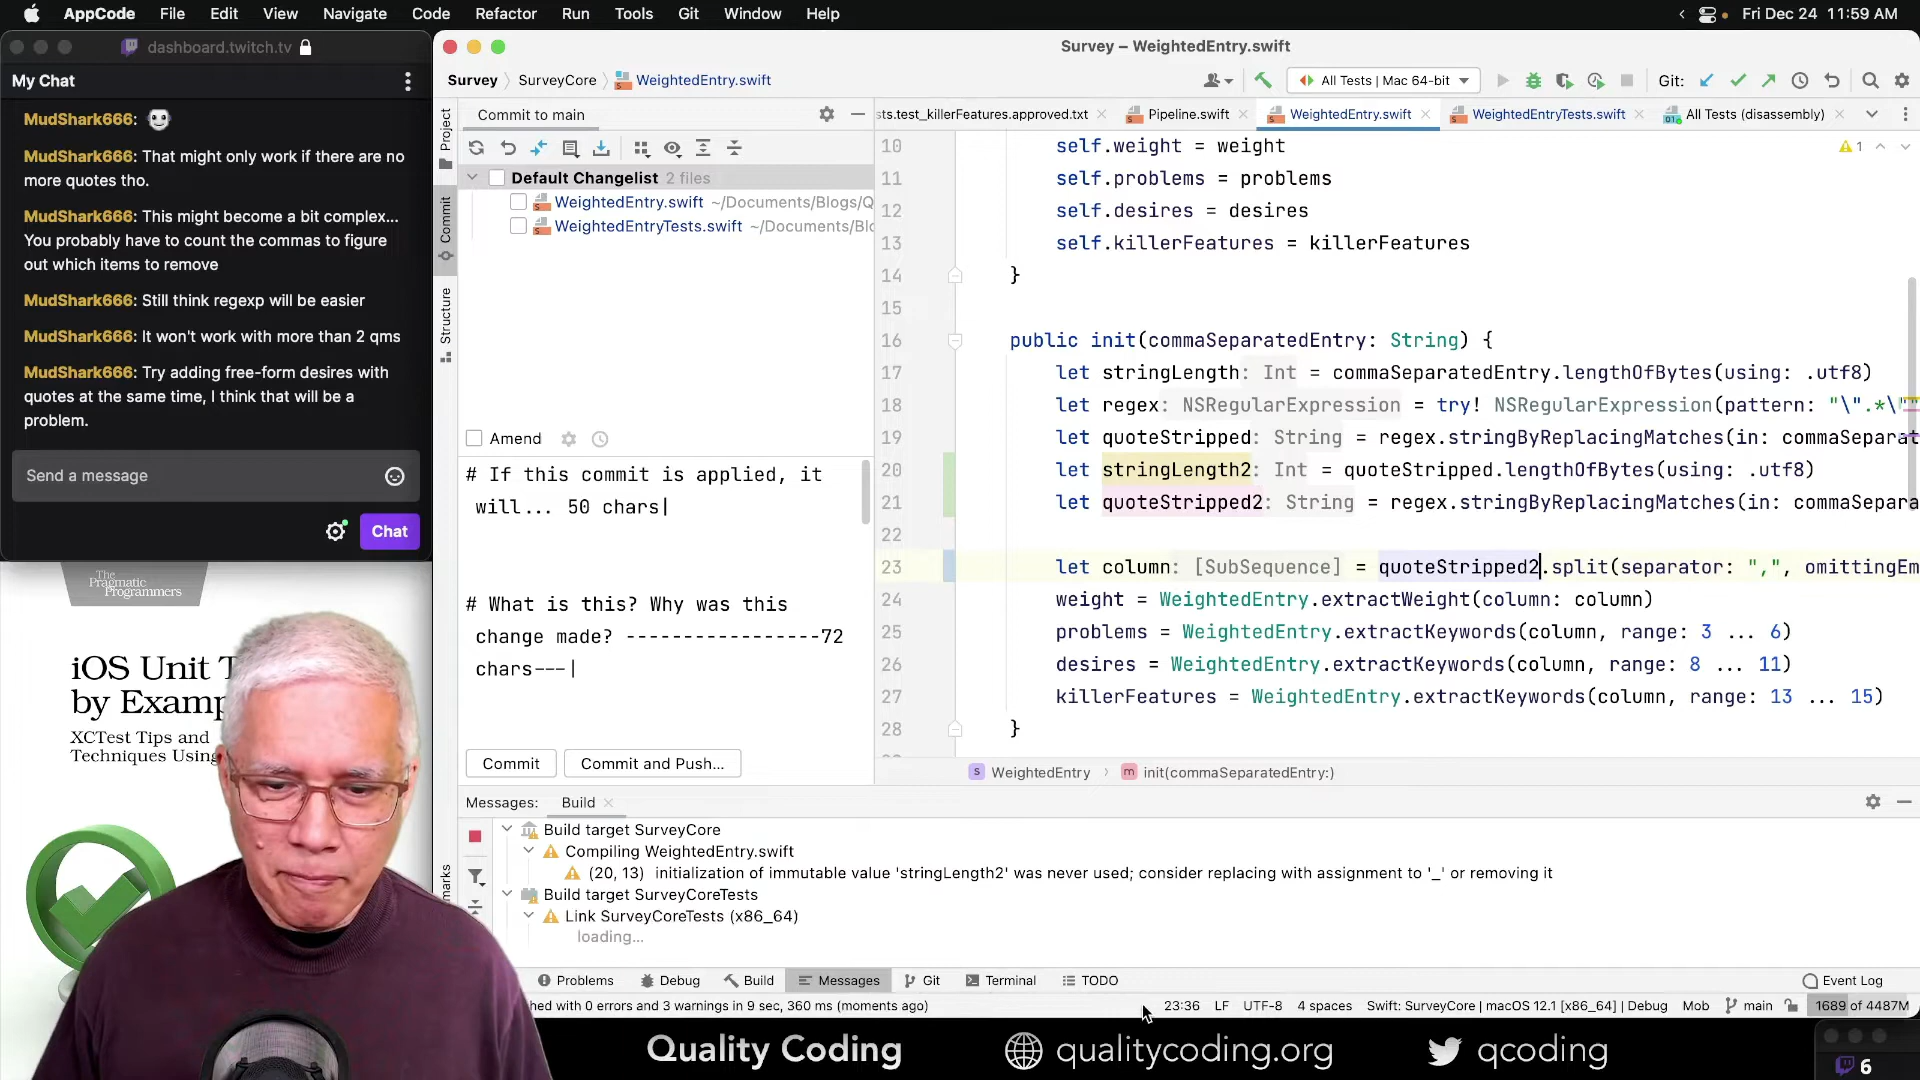 AppCode File Edit View Navigate Code Refactor Run Tools Git Window Help
Fri Dec 24 11:59 AM
dashboard.twitch.tv
My Chat
MudShark666:
MudShark666: That might only work if there are no
more quotes tho.
MudShark666: This might become a bit complex...
You probably have to count the commas to figure
out which items to remove
MudShark666: Still think regexp will be easier
MudShark666: It won't work with more than 2 qms
MudShark666: Try adding free-form desires with
quotes at the same time, I think that will be a
problem.
Send a message
Chat
The
Pragmatic
Programmers
iOS Unit T
by Examp
XCTest Tips and
Techniques Using
Survey – WeightedEntry.swift
Survey SurveyCore WeightedEntry.swift
All Tests | Mac 64-bit
Git:
Project
Commit
Structure
marks
Commit to main
Default Changelist 2 files
WeightedEntry.swift ~/Documents/Blogs/Q
WeightedEntryTests.swift ~/Documents/Blo
Amend
# If this commit is applied, it
will... 50 chars|
# What is this? Why was this
change made? -----------------72
chars---|
Commit
Commit and Push...
sts.test_killerFeatures.approved.txt Pipeline.swift WeightedEntry.swift WeightedEntryTests.swift All Tests (disassembly)
1
10 self.weight = weight
11 self.problems = problems
12 self.desires = desires
13 self.killerFeatures = killerFeatures
14 }
15
16 public init(commaSeparatedEntry: String) {
17 let stringLength: Int = commaSeparatedEntry.lengthOfBytes(using: .utf8)
18 let regex: NSRegularExpression = try! NSRegularExpression(pattern: "\".*\""
19 let quoteStripped: String = regex.stringByReplacingMatches(in: commaSeparat
20 let stringLength2: Int = quoteStripped.lengthOfBytes(using: .utf8)
21 let quoteStripped2: String = regex.stringByReplacingMatches(in: commaSepara
22
23 let column: [SubSequence] = quoteStripped2.split(separator: ",", omittingEm
24 weight = WeightedEntry.extractWeight(column: column)
25 problems = WeightedEntry.extractKeywords(column, range: 3 ... 6)
26 desires = WeightedEntry.extractKeywords(column, range: 8 ... 11)
27 killerFeatures = WeightedEntry.extractKeywords(column, range: 13 ... 15)
28 }
S WeightedEntry m init(commaSeparatedEntry:)
Messages: Build
Build target SurveyCore
Compiling WeightedEntry.swift
(20, 13) initialization of immutable value 'stringLength2' was never used; consider replacing with assignment to '_' or removing it
Build target SurveyCoreTests
Link SurveyCoreTests (x86_64)
loading...
Problems Debug Build Messages Git Terminal TODO Event Log
hed with 0 errors and 3 warnings in 9 sec, 360 ms (moments ago)
23:36 LF UTF-8 4 spaces Swift: SurveyCore | macOS 12.1 [x86_64] | Debug Mob main 1689 of 4487M
Quality Coding qualitycoding.org qcoding
6